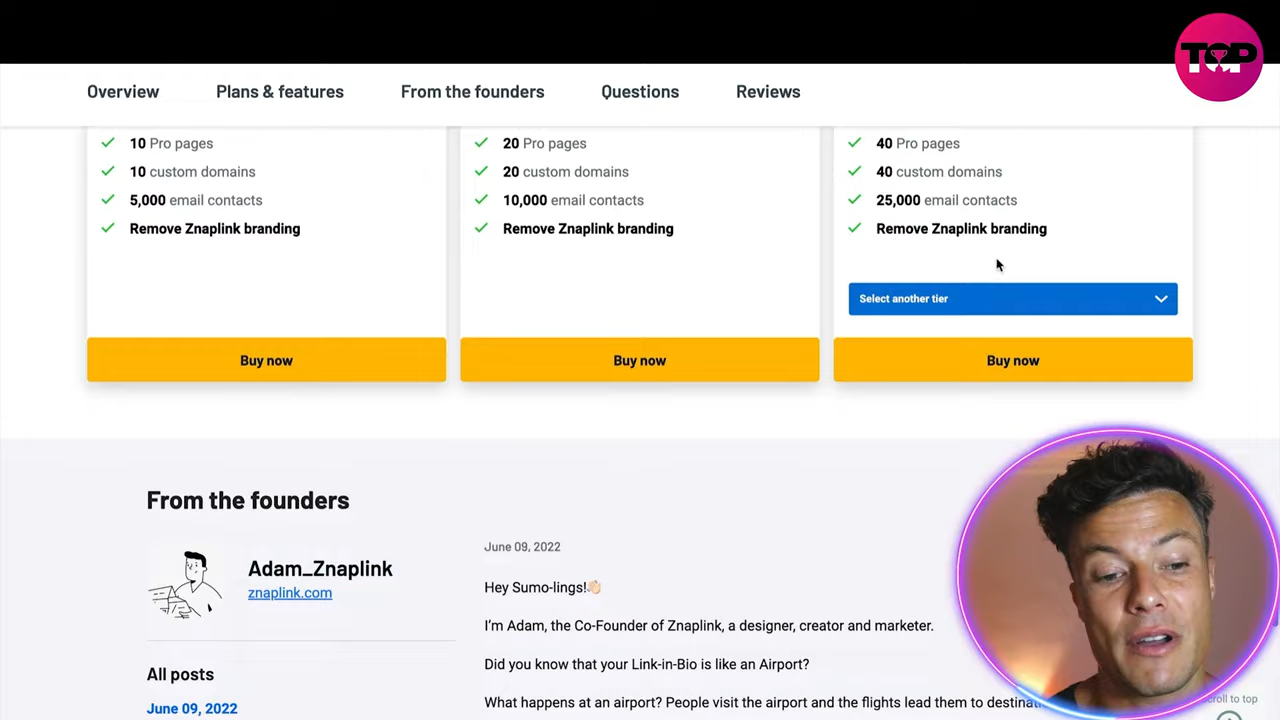 TOP
Overview
Plans & features
From the founders
Questions
Reviews
10 Pro pages
10 custom domains
5,000 email contacts
Remove Znaplink branding
Buy now
20 Pro pages
20 custom domains
10,000 email contacts
Remove Znaplink branding
Buy now
40 Pro pages
40 custom domains
25,000 email contacts
Remove Znaplink branding
Select another tier
Buy now
From the founders
Adam_Znaplink
znaplink.com
All posts
June 09, 2022
June 09, 2022
Hey Sumo-lings!👏🏻
I'm Adam, the Co-Founder of Znaplink, a designer, creator and marketer.
Did you know that your Link-in-Bio is like an Airport?
What happens at an airport? People visit the airport and the flights lead them to
croll to top